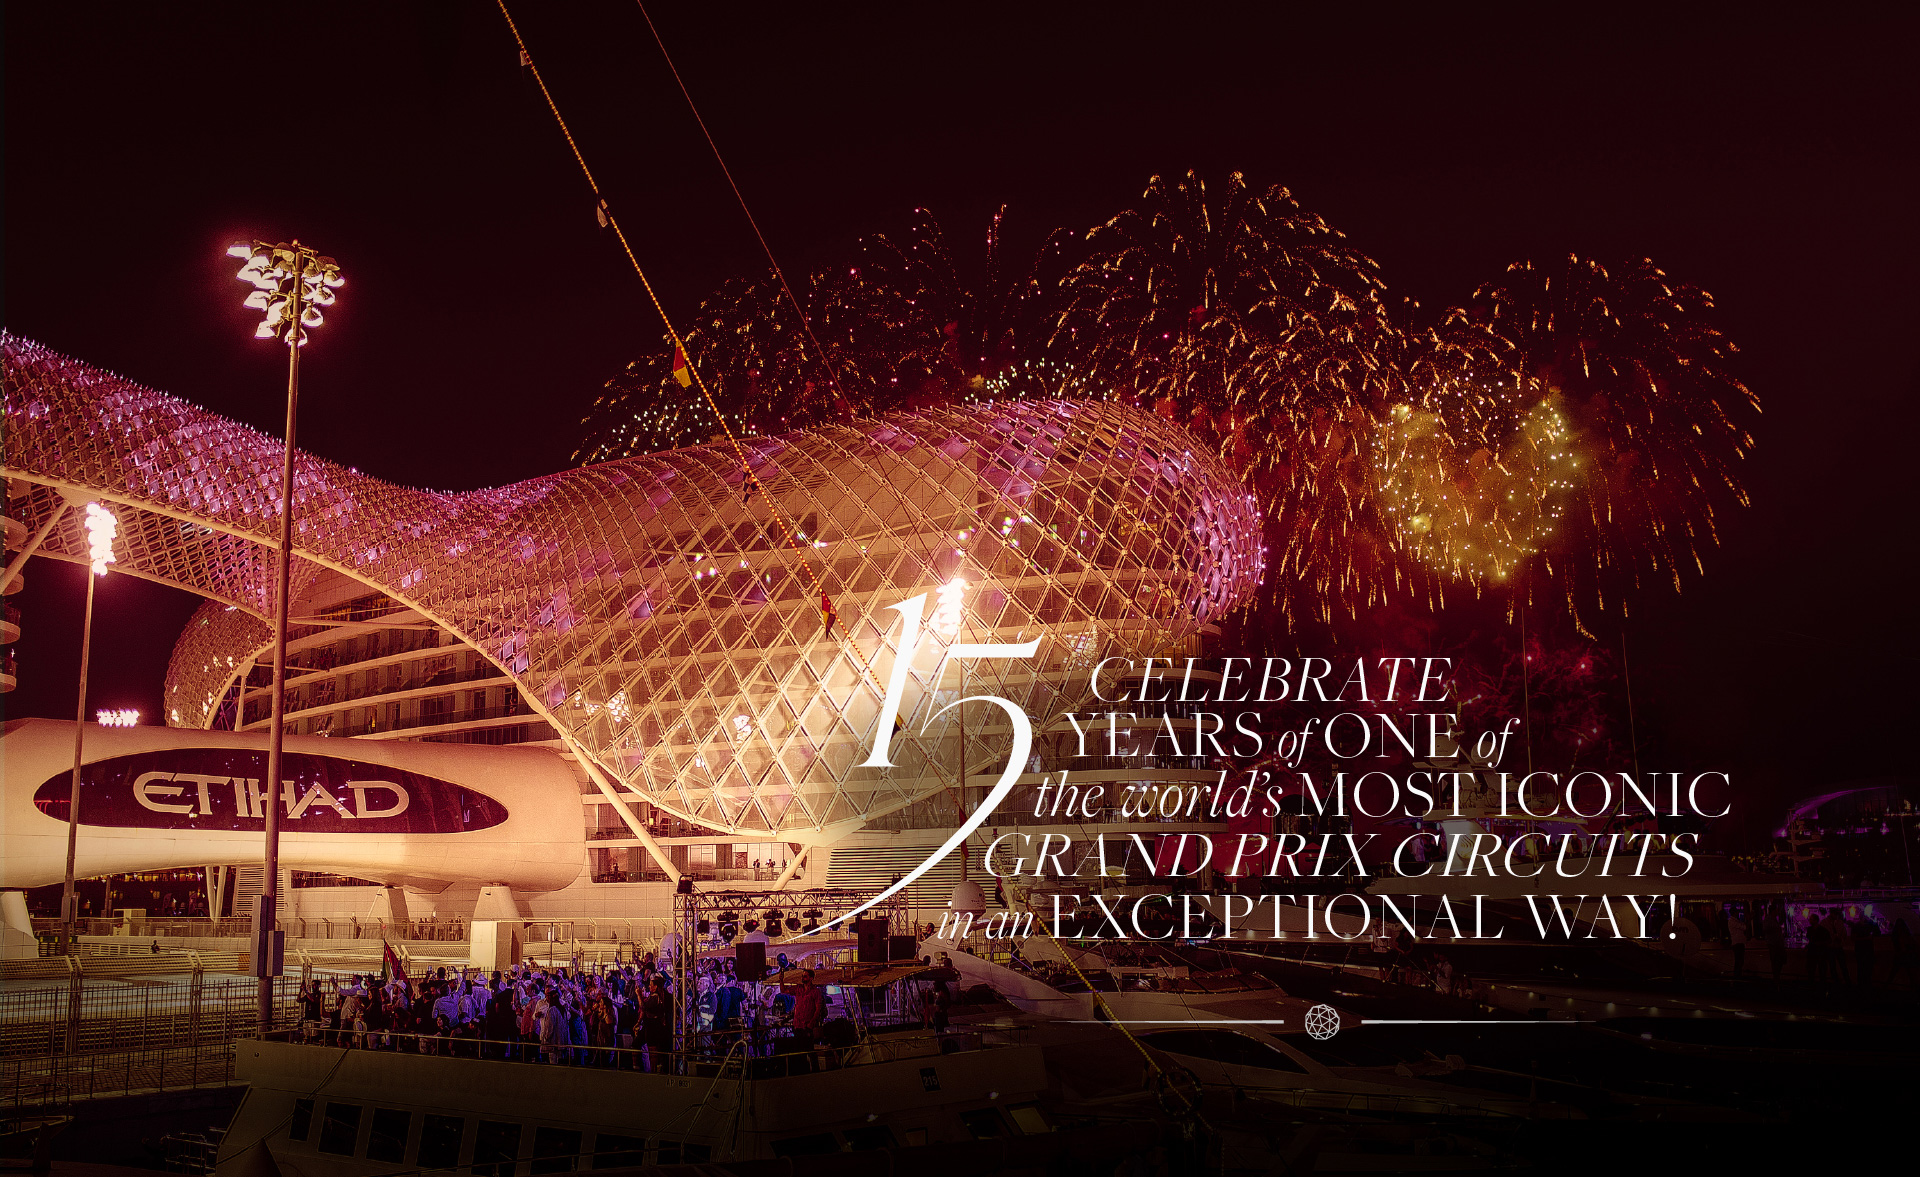 CELEBRATE
15 YEARS of ONE of
the world's MOST ICONIC
GRAND PRIX CIRCUITS
in an EXCEPTIONAL WAY!
ETIHAD